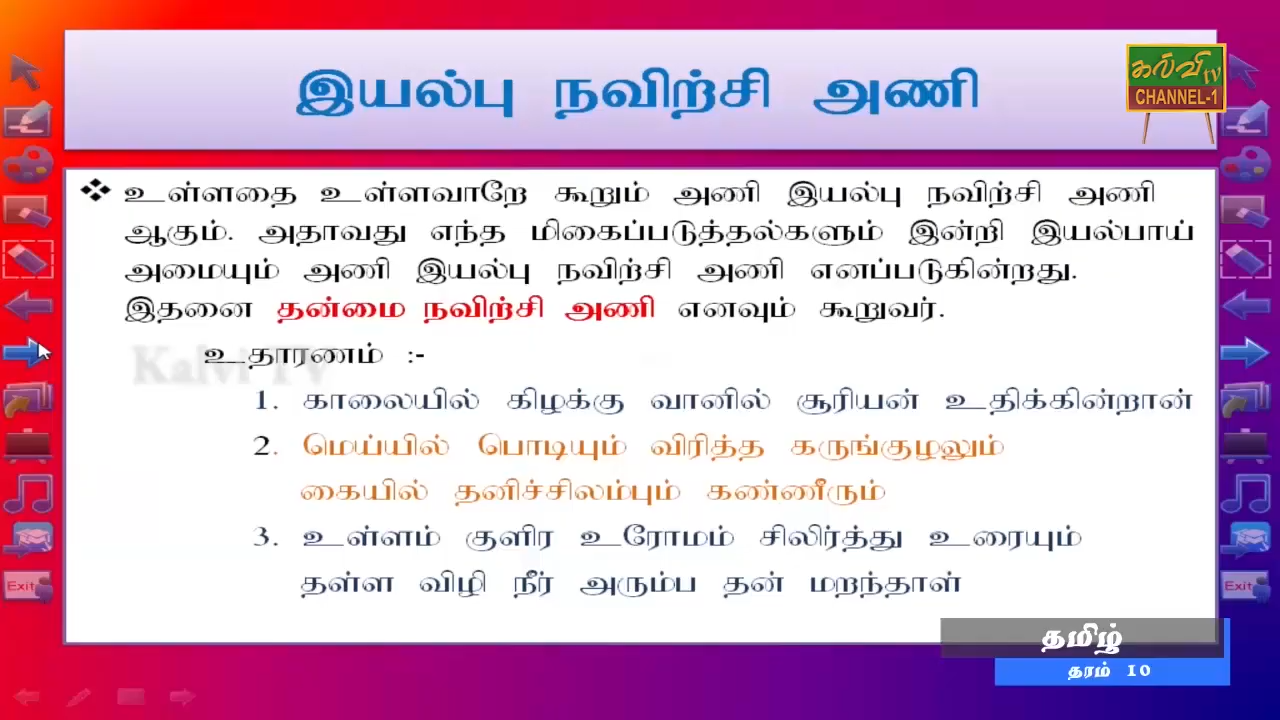 இயல்பு நவிற்சி அணி
கல்வி tv
CHANNEL-1
❖ உள்ளதை உள்ளவாறே கூறும் அணி இயல்பு நவிற்சி அணி
ஆகும். அதாவது எந்த மிகைப்படுத்தல்களும் இன்றி இயல்பாய்
அமையும் அணி இயல்பு நவிற்சி அணி எனப்படுகின்றது.
இதனை தன்மை நவிற்சி அணி எனவும் கூறுவர்.
Kalvi TV
உதாரணம் :-
1. காலையில் கிழக்கு வானில் சூரியன் உதிக்கின்றான்
2. மெய்யில் பொடியும் விரித்த கருங்குழலும்
கையில் தனிச்சிலம்பும் கண்ணீரும்
3. உள்ளம் குளிர உரோமம் சிலிர்த்து உரையும்
தள்ள விழி நீர் அரும்ப தன் மறந்தாள்
Exit
Exit
தமிழ்
தரம் 10